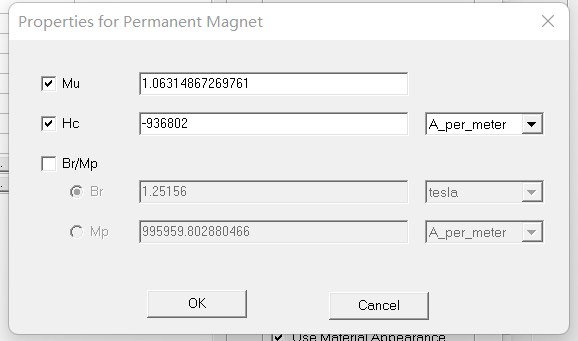 Properties for Permanent Magnet
Mu 1.06314867269761
Hc -936802 A_per_meter
Br/Mp
Br 1.25156 tesla
Mp 995959.802880466 A_per_meter
OK Cancel
Use Material Appearance